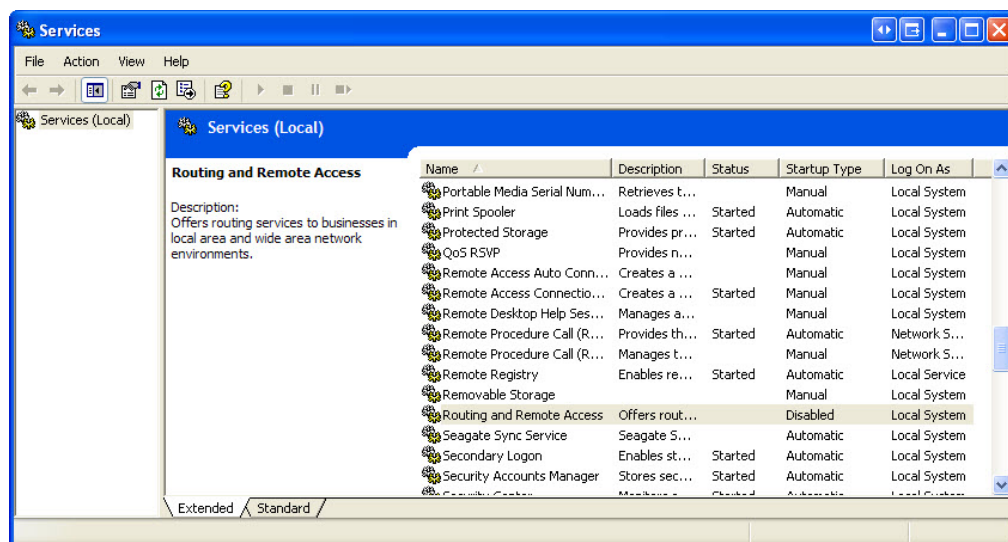 Services
File Action View Help
Services (Local)
Services (Local)
Routing and Remote Access
Description:
Offers routing services to businesses in
local area and wide area network
environments.
Name Description Status Startup Type Log On As
Portable Media Serial Num... Retrieves t... Manual Local System
Print Spooler Loads files ... Started Automatic Local System
Protected Storage Provides pr... Started Automatic Local System
QoS RSVP Provides n... Manual Local System
Remote Access Auto Conn... Creates a ... Manual Local System
Remote Access Connectio... Creates a ... Started Manual Local System
Remote Desktop Help Ses... Manages a... Manual Local System
Remote Procedure Call (R... Provides th... Started Automatic Network S...
Remote Procedure Call (R... Manages t... Manual Network S...
Remote Registry Enables re... Started Automatic Local Service
Removable Storage Manual Local System
Routing and Remote Access Offers rout... Disabled Local System
Seagate Sync Service Seagate S... Automatic Local System
Secondary Logon Enables st... Started Automatic Local System
Security Accounts Manager Stores sec... Started Automatic Local System
Extended Standard